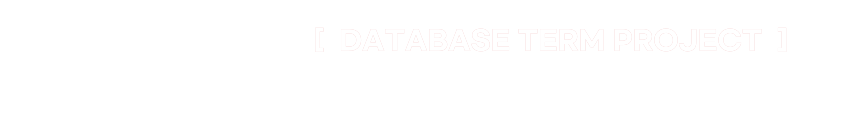 [ DATABASE TERM PROJECT ]